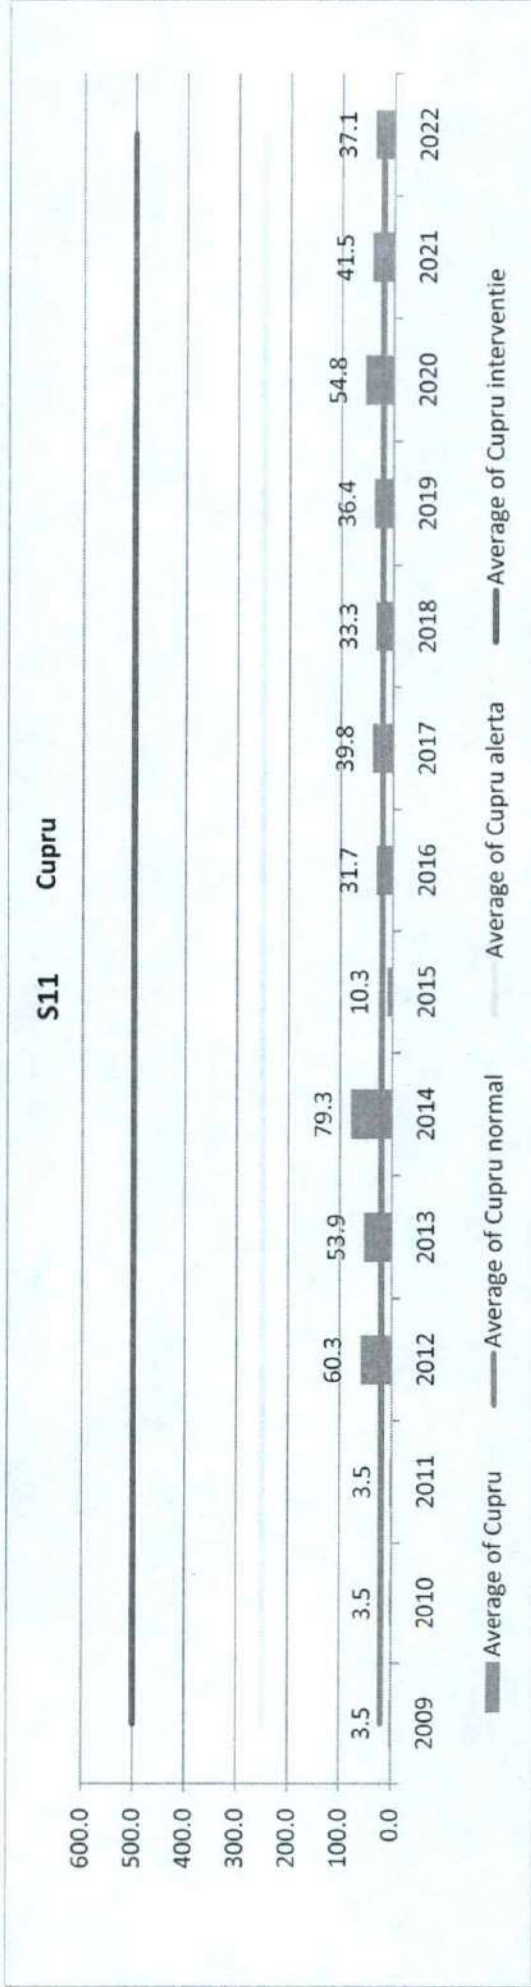 S11 Cupru
600.0
500.0
400.0
300.0
200.0
100.0
0.0
3.5 3.5 3.5 60.3 53.9 79.3 10.3 31.7 39.8 33.3 36.4 54.8 41.5 37.1
2009 2010 2011 2012 2013 2014 2015 2016 2017 2018 2019 2020 2021 2022
Average of Cupru Average of Cupru normal Average of Cupru alerta Average of Cupru interventie